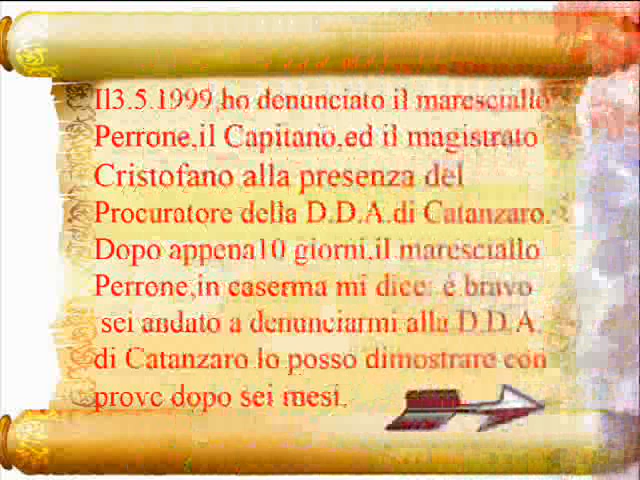 Il3.5.1999,ho denunciato il maresciallo
Perrone,il Capitano,ed il magistrato
Cristofano alla presenza del
Procuratore della D.D.A.di Catanzaro.
Dopo appena10 giorni,il maresciallo
Perrone,in caserma mi dice: è bravo
sei andato a denunciarmi alla D.D.A.
di Catanzaro lo posso dimostrare con
prove dopo sei mesi.